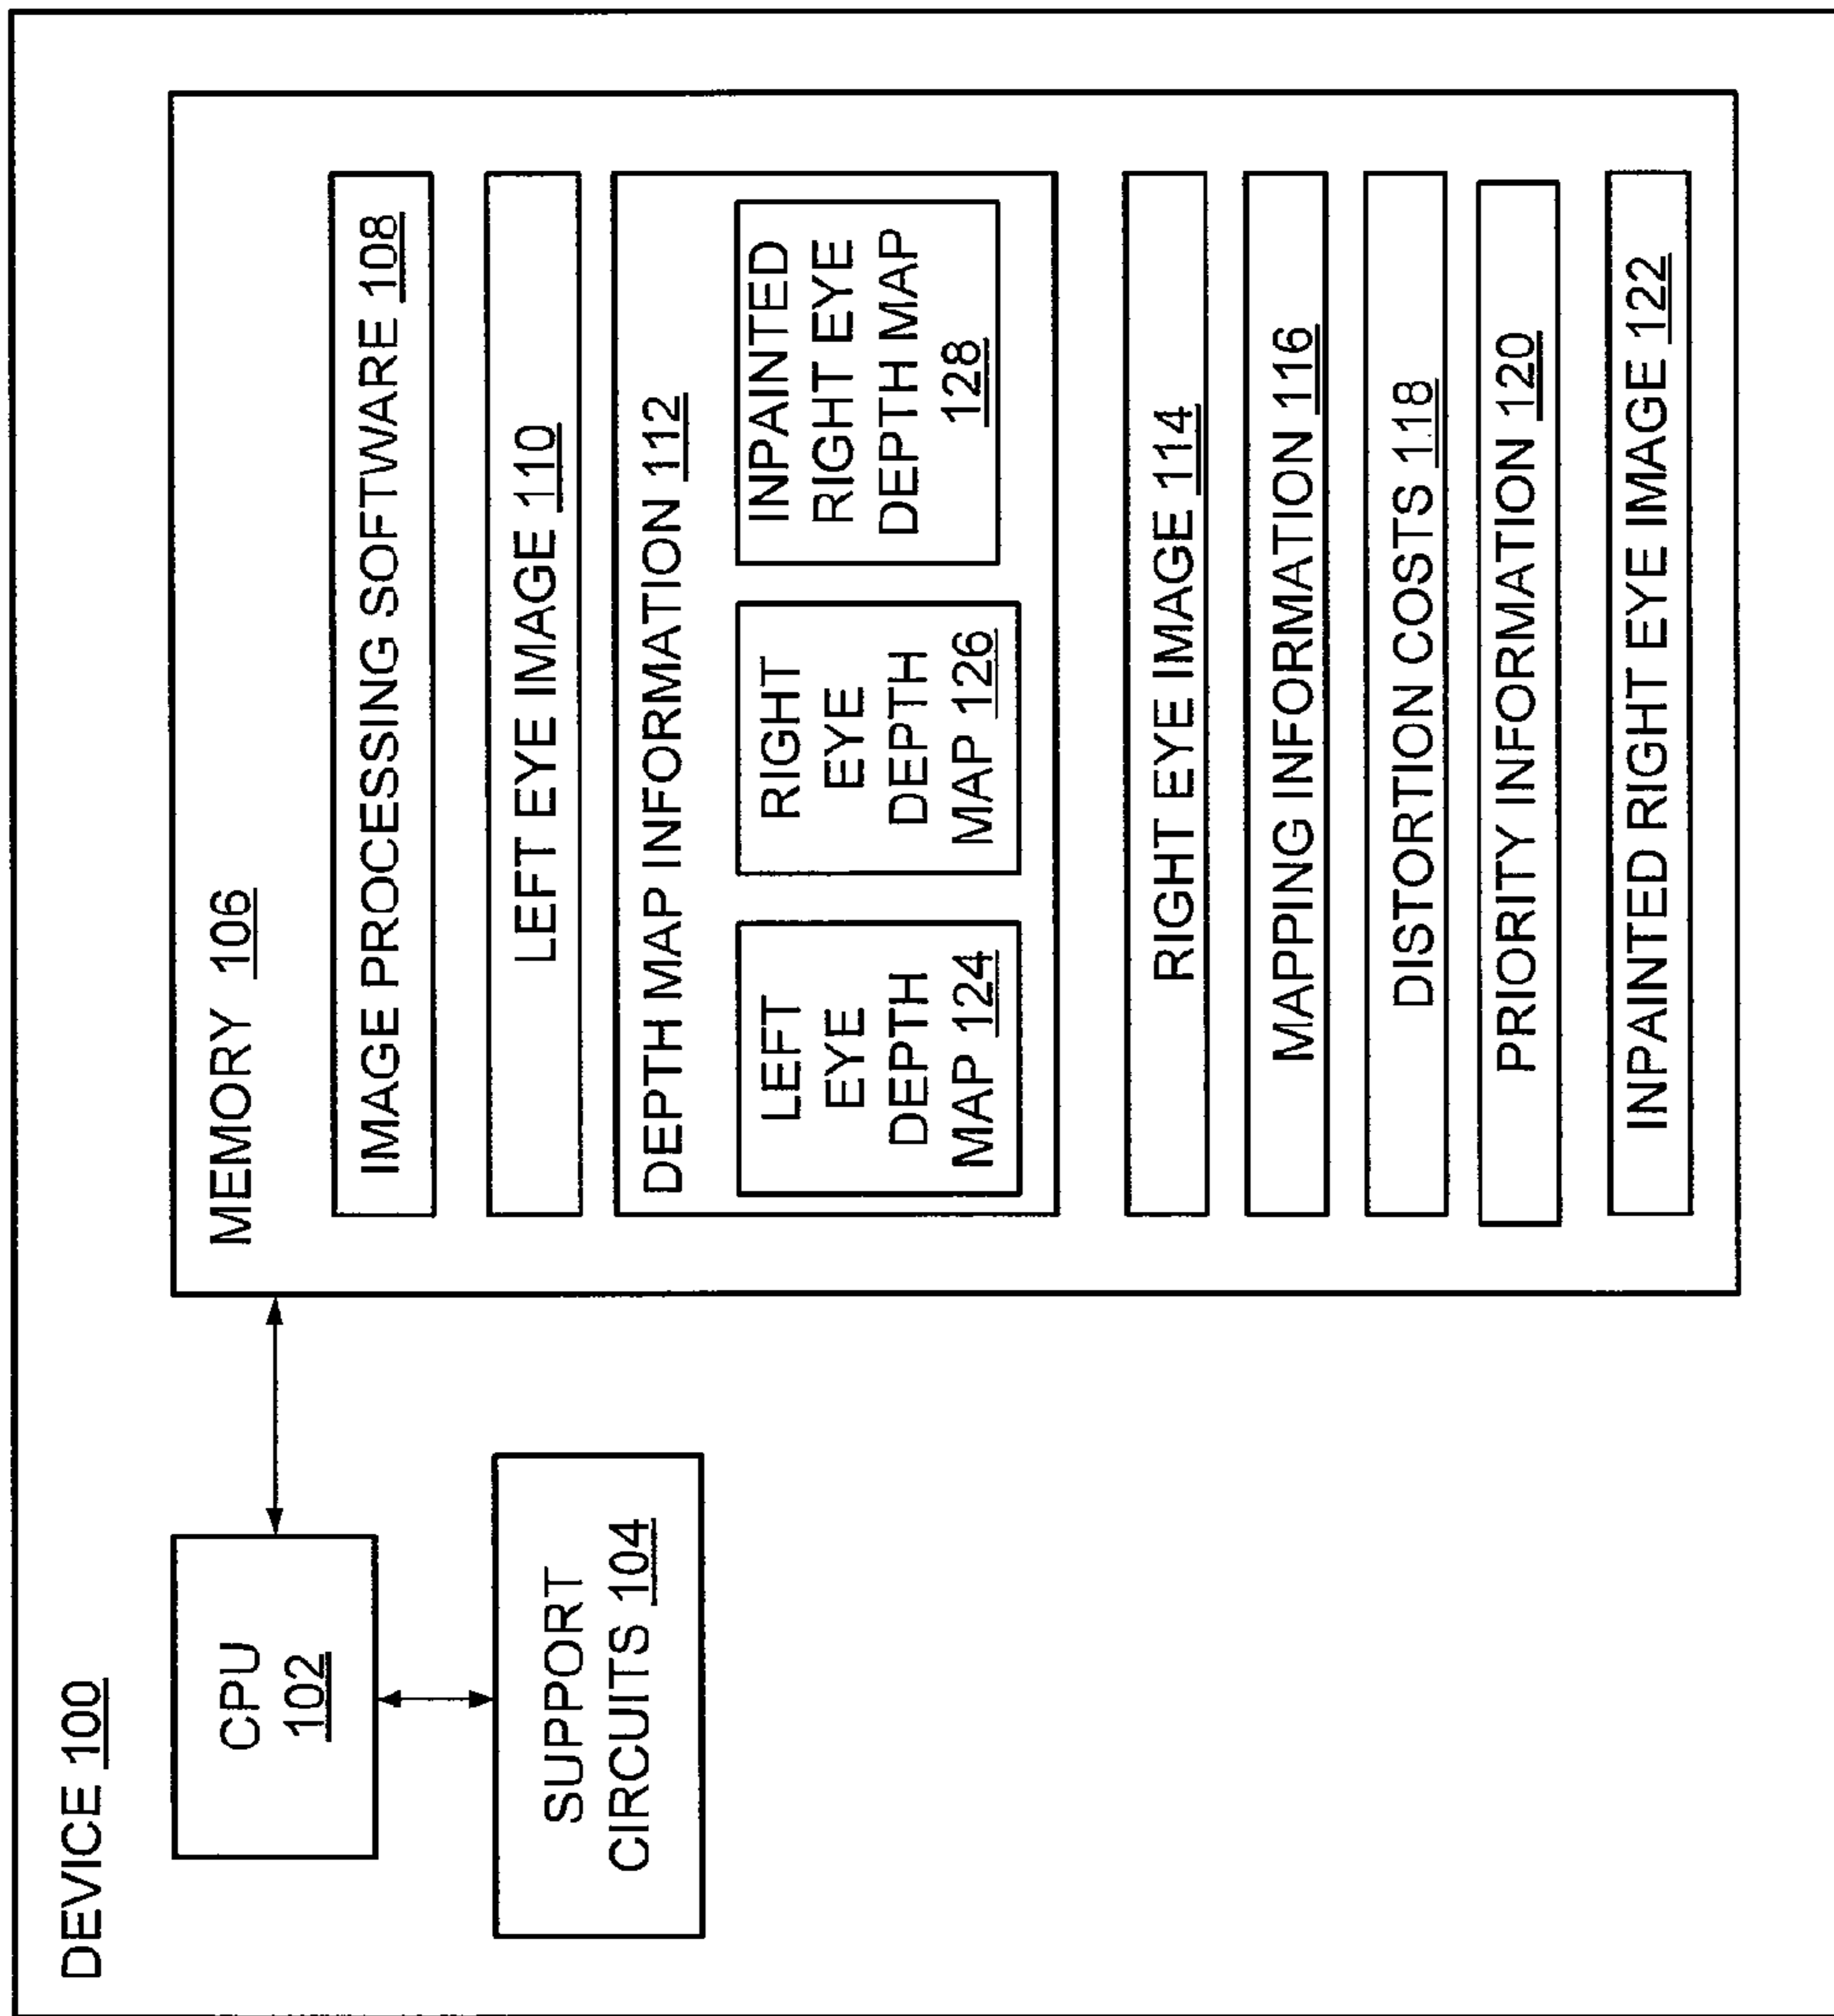 DEVICE 100
CPU
102
SUPPORT
CIRCUITS 104
MEMORY 106
IMAGE PROCESSING SOFTWARE 108
LEFT EYE IMAGE 110
DEPTH MAP INFORMATION 112
LEFT
EYE
DEPTH
MAP 124
RIGHT
EYE
DEPTH
MAP 126
INPAINTED
RIGHT EYE
DEPTH MAP
128
RIGHT EYE IMAGE 114
MAPPING INFORMATION 116
DISTORTION COSTS 118
PRIORITY INFORMATION 120
INPAINTED RIGHT EYE IMAGE 122